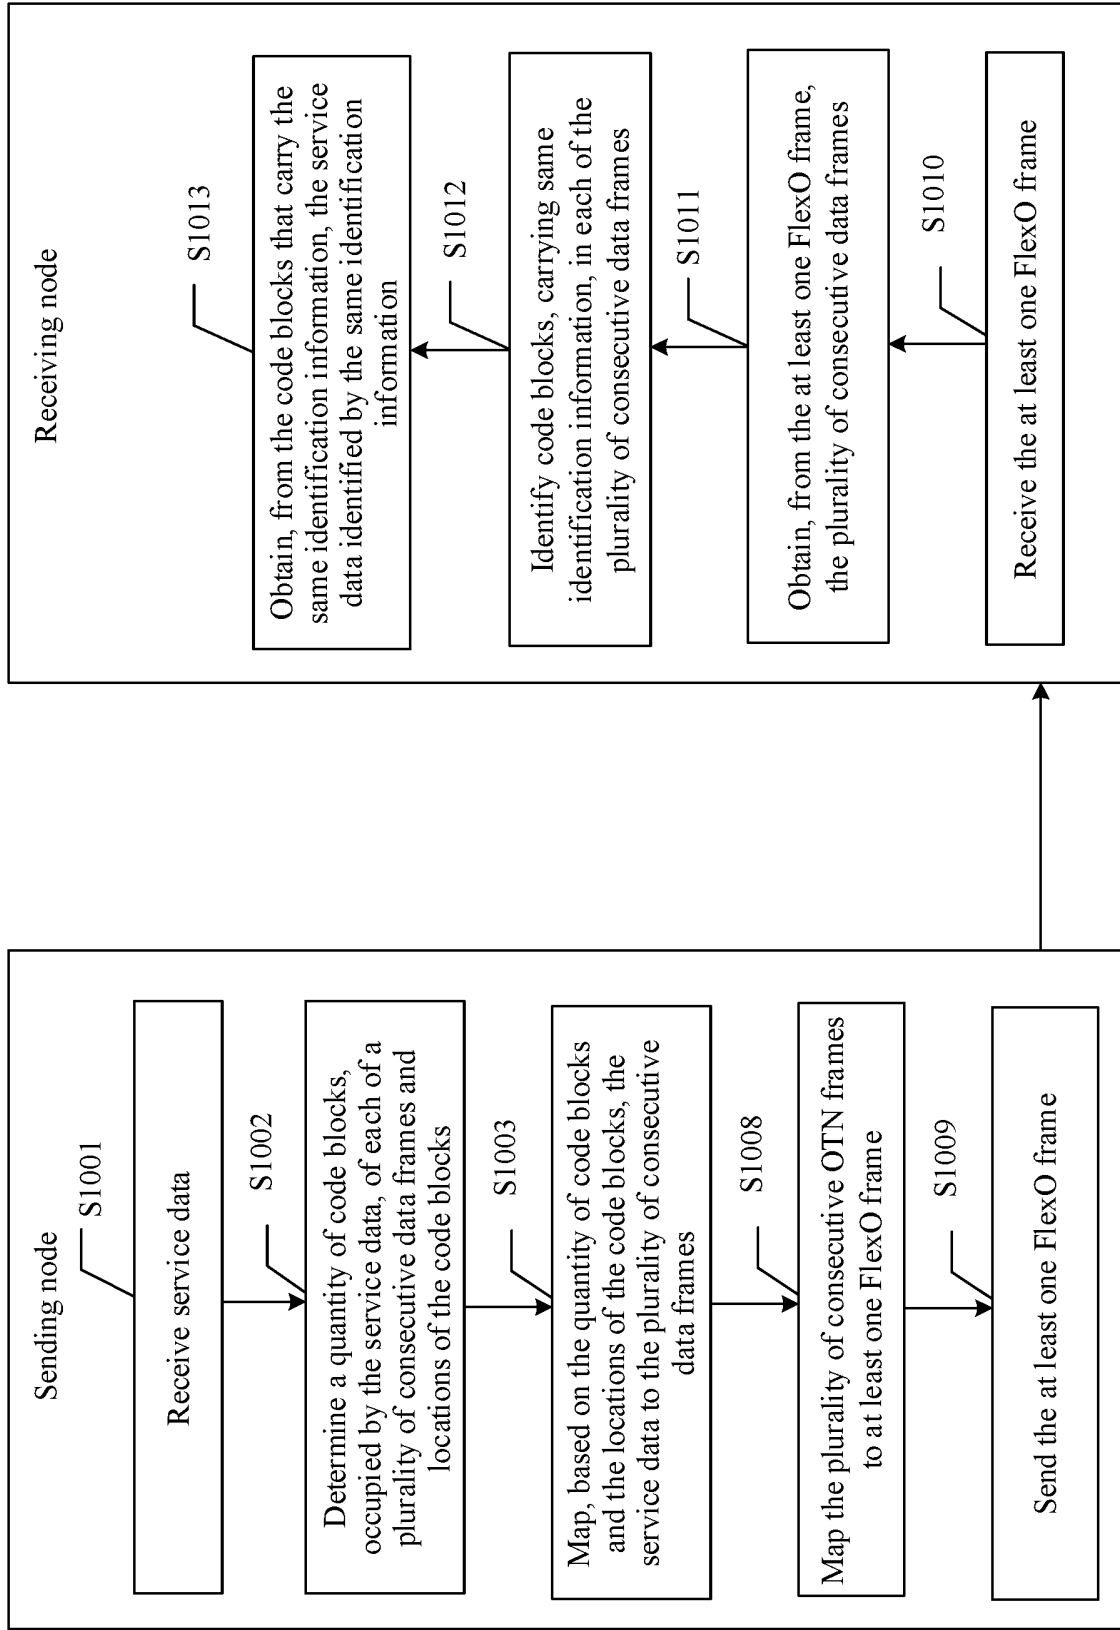 Sending node
S1001
Receive service data
S1002
Determine a quantity of code blocks,
occupied by the service data, of each of a
plurality of consecutive data frames and
locations of the code blocks
S1003
Map, based on the quantity of code blocks
and the locations of the code blocks, the
service data to the plurality of consecutive
data frames
S1008
Map the plurality of consecutive OTN frames
to at least one FlexO frame
S1009
Send the at least one FlexO frame
Receiving node
S1013
Obtain, from the code blocks that carry the
same identification information, the service
data identified by the same identification
information
S1012
Identify code blocks, carrying same
identification information, in each of the
plurality of consecutive data frames
S1011
Obtain, from the at least one FlexO frame,
the plurality of consecutive data frames
S1010
Receive the at least one FlexO frame